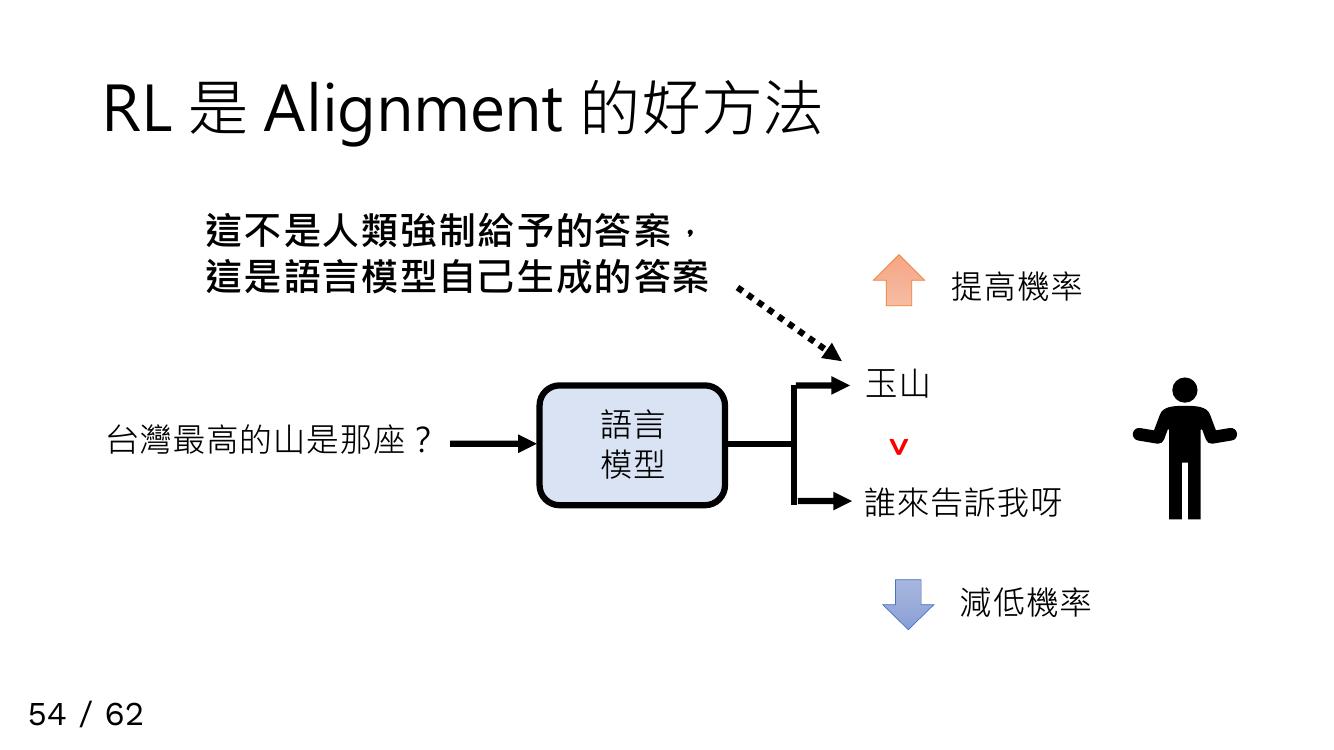 RL 是 Alignment 的好方法
這不是人類強制給予的答案，
這是語言模型自己生成的答案
提高機率
玉山
台灣最高的山是那座？
語言
模型
v
誰來告訴我呀
減低機率
54 / 62